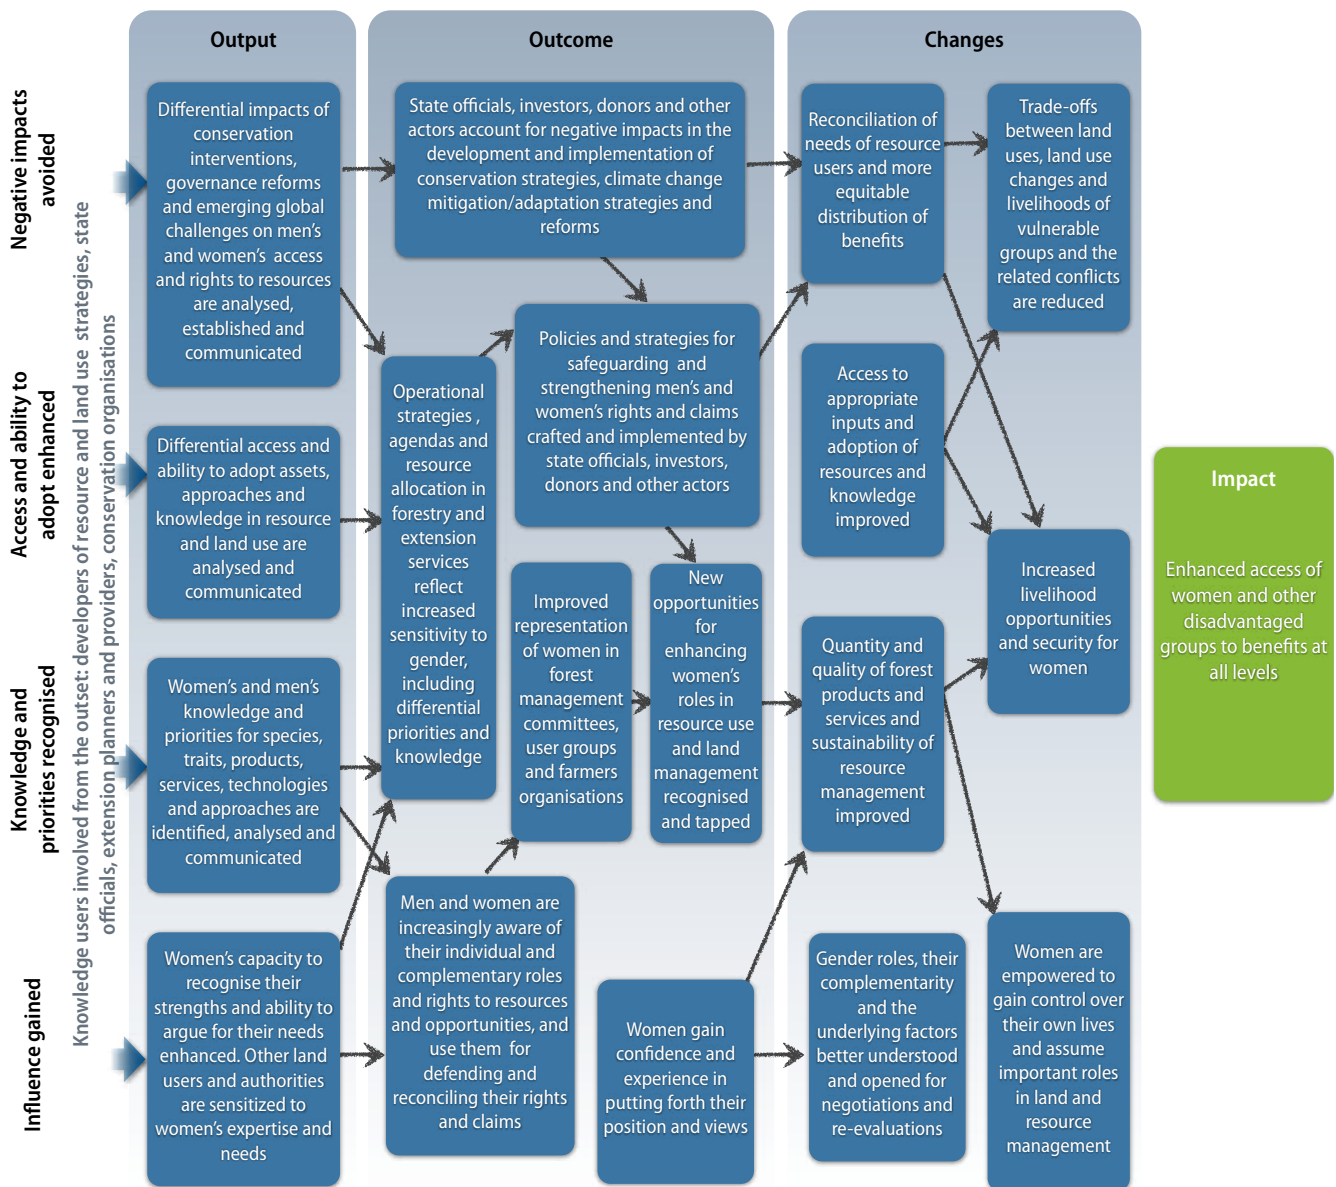 Output
Outcome
Changes
Negative impacts
avoided
Access and ability to
adopt enhanced
Knowledge and
priorities recognised
Influence gained
Knowledge users involved from the outset: developers of resource and land use strategies, state
officials, extension planners and providers, conservation organisations
Differential impacts of
conservation
interventions,
governance reforms
and emerging global
challenges on men's
and women's access
and rights to resources
are analysed,
established and
communicated
Differential access and
ability to adopt assets,
approaches and
knowledge in resource
and land use are
analysed and
communicated
Women's and men's
knowledge and
priorities for species,
traits, products,
services, technologies
and approaches are
identified, analysed and
communicated
Women's capacity to
recognise their
strengths and ability to
argue for their needs
enhanced. Other land
users and authorities
are sensitized to
women's expertise and
needs
State officials, investors, donors and other
actors account for negative impacts in the
development and implementation of
conservation strategies, climate change
mitigation/adaptation strategies and
reforms
Operational
strategies ,
agendas and
resource
allocation in
forestry and
extension
services
reflect
increased
sensitivity to
gender,
including
differential
priorities and
knowledge
Policies and strategies for
safeguarding and
strengthening men's and
women's rights and claims
crafted and implemented by
state officials, investors,
donors and other actors
Improved
representation
of women in
forest
management
committees,
user groups
and farmers
organisations
New
opportunities
for
enhancing
women's
roles in
resource use
and land
management
recognised
and tapped
Men and women are
increasingly aware of
their individual and
complementary roles
and rights to resources
and opportunities, and
use them for
defending and
reconciling their rights
and claims
Women gain
confidence and
experience in
putting forth their
position and views
Reconciliation of
needs of resource
users and more
equitable
distribution of
benefits
Access to
appropriate
inputs and
adoption of
resources and
knowledge
improved
Quantity and
quality of forest
products and
services and
sustainability of
resource
management
improved
Gender roles, their
complementarity
and the
underlying factors
better understood
and opened for
negotiations and
re-evaluations
Trade-offs
between land
uses, land use
changes and
livelihoods of
vulnerable
groups and the
related conflicts
are reduced
Increased
livelihood
opportunities
and security for
women
Women are
empowered to
gain control over
their own lives
and assume
important roles
in land and
resource
management
Impact
Enhanced access of
women and other
disadvantaged
groups to benefits at
all levels